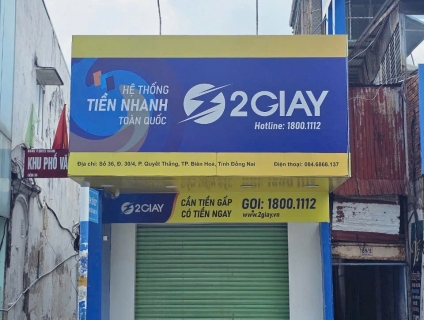 HỆ THỐNG
TIỀN NHANH
TOÀN QUỐC
2GIAY
Hotline: 1800.1112
Địa chỉ: Số 36, Đ. 30/4, P. Quyết Thắng, TP. Biên Hoà, Tỉnh Đồng Nai
Điện thoại: 084.6666.137
KHU PHỐ VĂ
2GIAY
CẦN TIỀN GẤP
CÓ TIỀN NGAY
GỌI: 1800.1112
www.2giay.vn